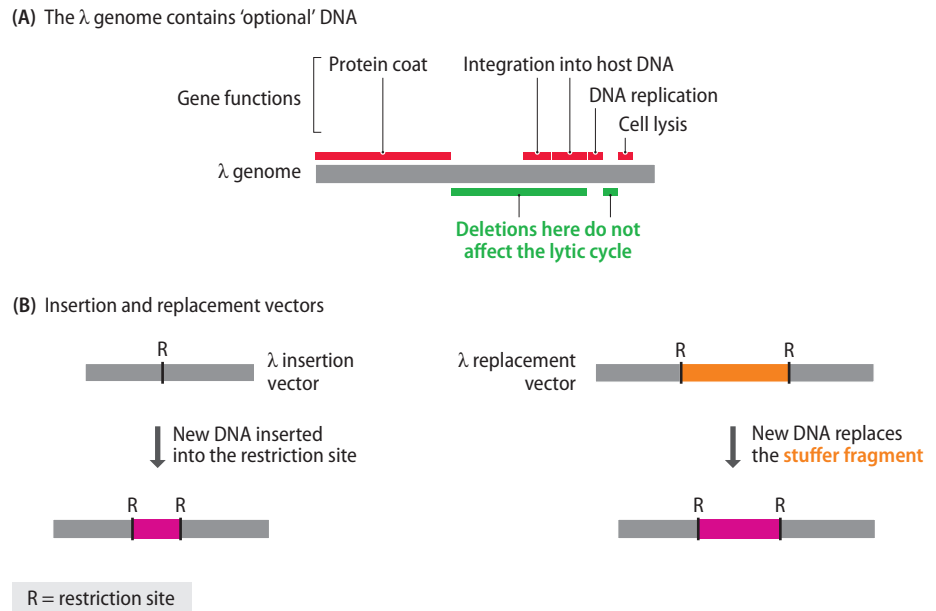 (A) The λ genome contains ‘optional’ DNA
Protein coat
Integration into host DNA
Gene functions
DNA replication
Cell lysis
λ genome
Deletions here do not
affect the lytic cycle
(B) Insertion and replacement vectors
R
λ insertion
vector
New DNA inserted
into the restriction site
R R
λ replacement
vector
R R
New DNA replaces
the stuffer fragment
R R
R = restriction site